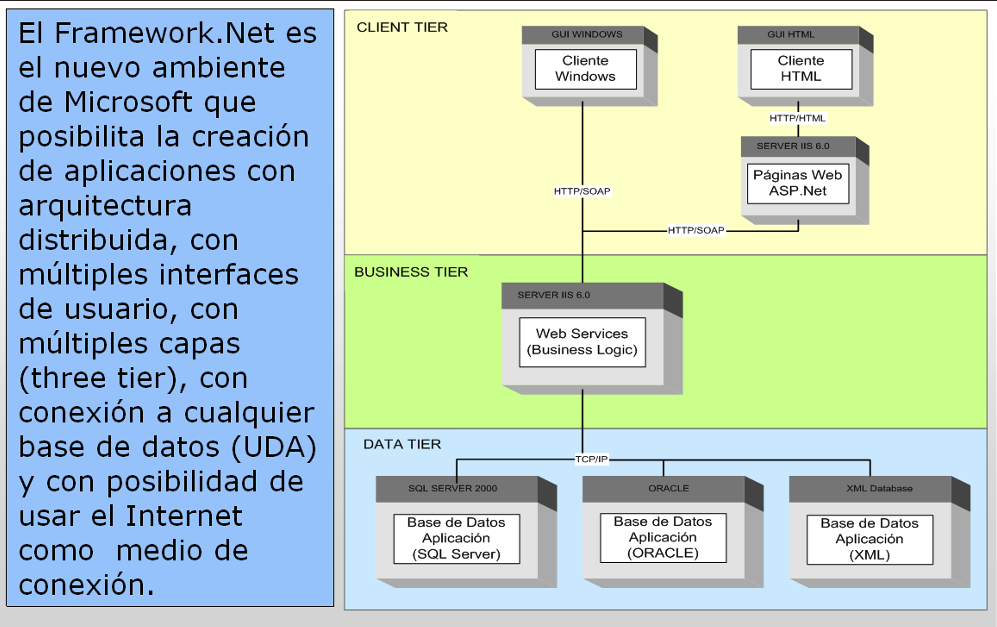 El Framework.Net es
el nuevo ambiente
de Microsoft que
posibilita la creación
de aplicaciones con
arquitectura
distribuida, con
múltiples interfaces
de usuario, con
múltiples capas
(three tier), con
conexión a cualquier
base de datos (UDA)
y con posibilidad de
usar el Internet
como  medio de
conexión.
CLIENT TIER
GUI WINDOWS
Cliente
Windows
GUI HTML
Cliente
HTML
HTTP/HTML
SERVER IIS 6.0
Páginas Web
ASP.Net
HTTP/SOAP
HTTP/SOAP
BUSINESS TIER
SERVER IIS 6.0
Web Services
(Business Logic)
DATA TIER
TCP/IP
SQL SERVER 2000
Base de Datos
Aplicación
(SQL Server)
ORACLE
Base de Datos
Aplicación
(ORACLE)
XML Database
Base de Datos
Aplicación
(XML)